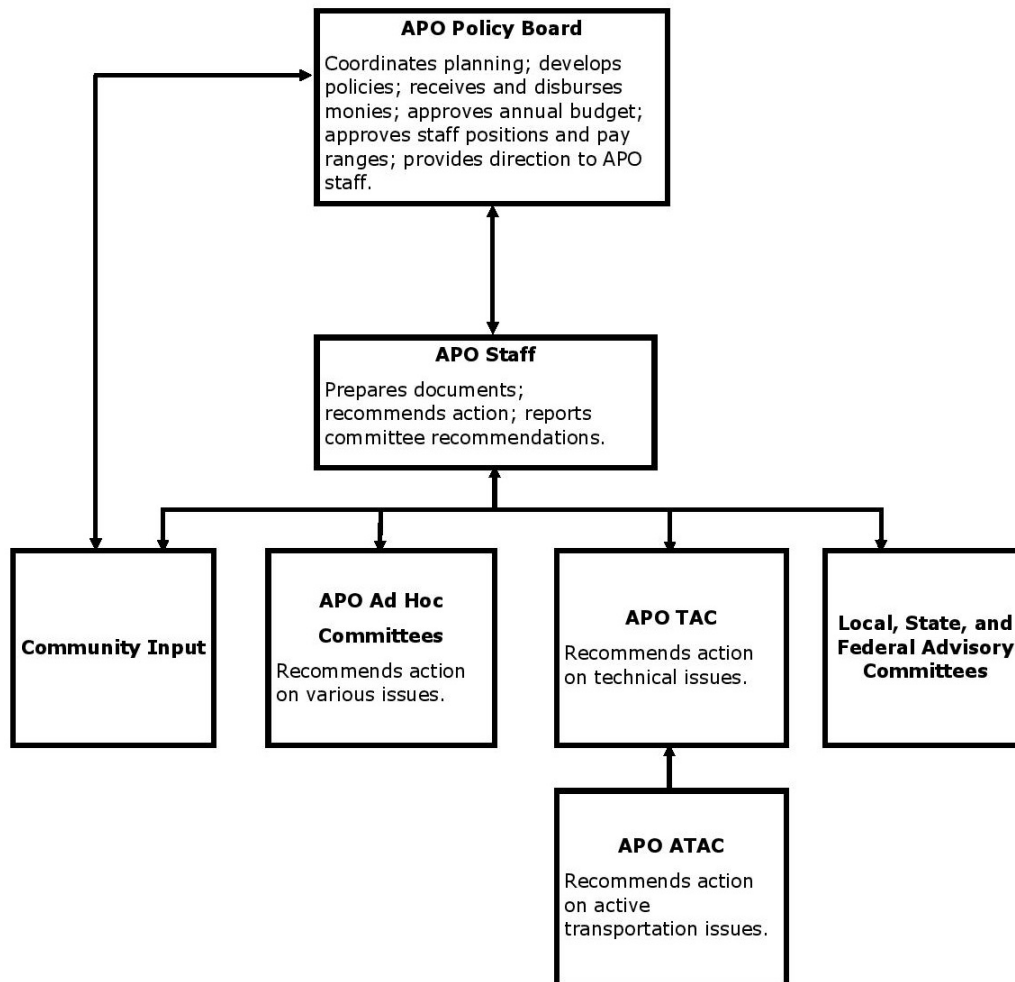 APO Policy Board
Coordinates planning; develops
policies; receives and disburses
monies; approves annual budget;
approves staff positions and pay
ranges; provides direction to APO
staff.
APO Staff
Prepares documents;
recommends action; reports
committee recommendations.
Community Input
APO Ad Hoc
Committees
Recommends action
on various issues.
APO TAC
Recommends action
on technical issues.
Local, State, and
Federal Advisory
Committees
APO ATAC
Recommends action
on active
transportation issues.